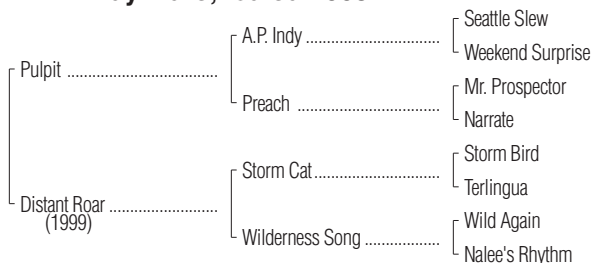 Seattle Slew
A.P. Indy
Weekend Surprise
Pulpit
Mr. Prospector
Preach
Narrate
Storm Bird
Storm Cat
Terlingua
Distant Roar
(1999)
Wild Again
Wilderness Song
Nalee's Rhythm